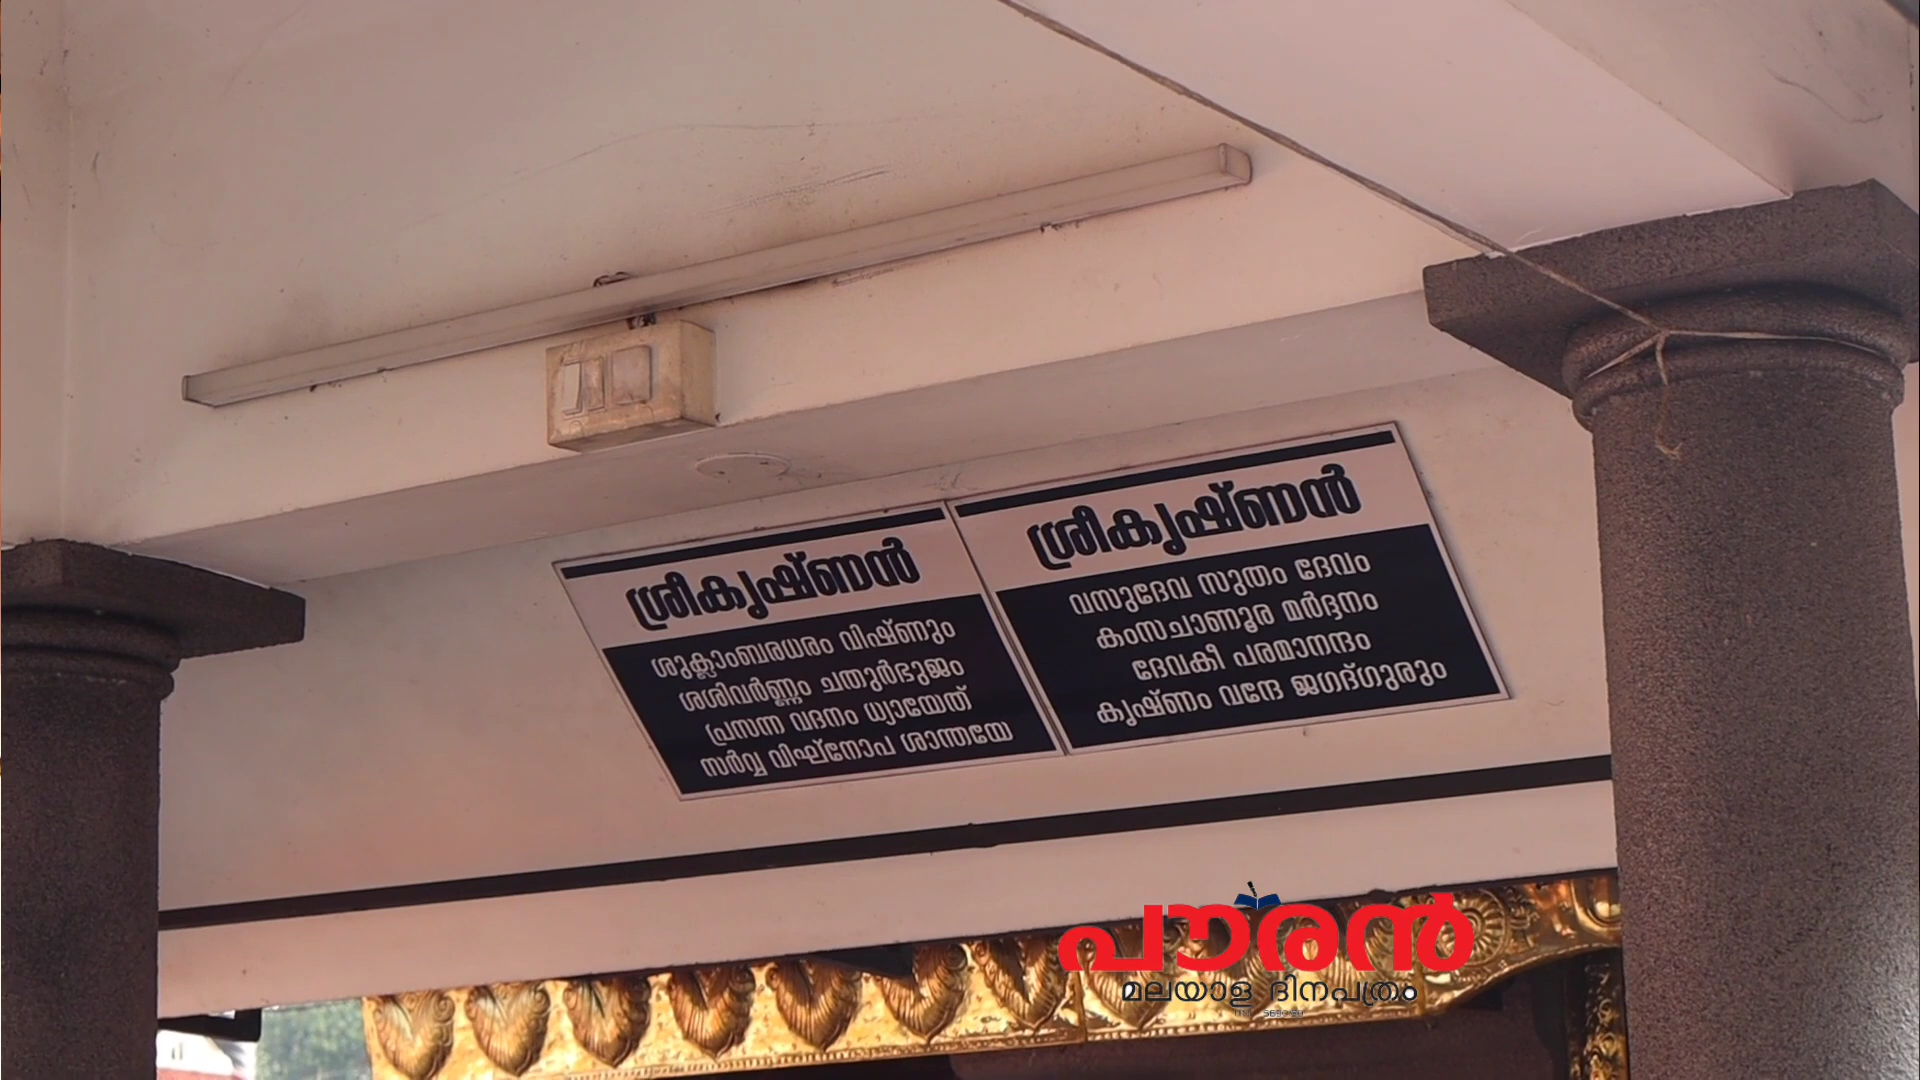 ശ്രീകൃഷ്ണൻ
ശുക്ലാംബരധരം വിഷ്ണും
ശശിവർണ്ണം ചതുർഭുജം
പ്രസന്ന വദനം ധ്യായേത്
സർവ്വ വിഘ്നോപ ശാന്തയേ
ശ്രീകൃഷ്ണൻ
വസുദേവ സുതം ദേവം
കംസചാണൂര മർദ്ദനം
ദേവകീ പരമാനന്ദം
കൃഷ്ണം വന്ദേ ജഗദ്ഗുരും
പൗരൻ
മലയാള ദിനപത്രം